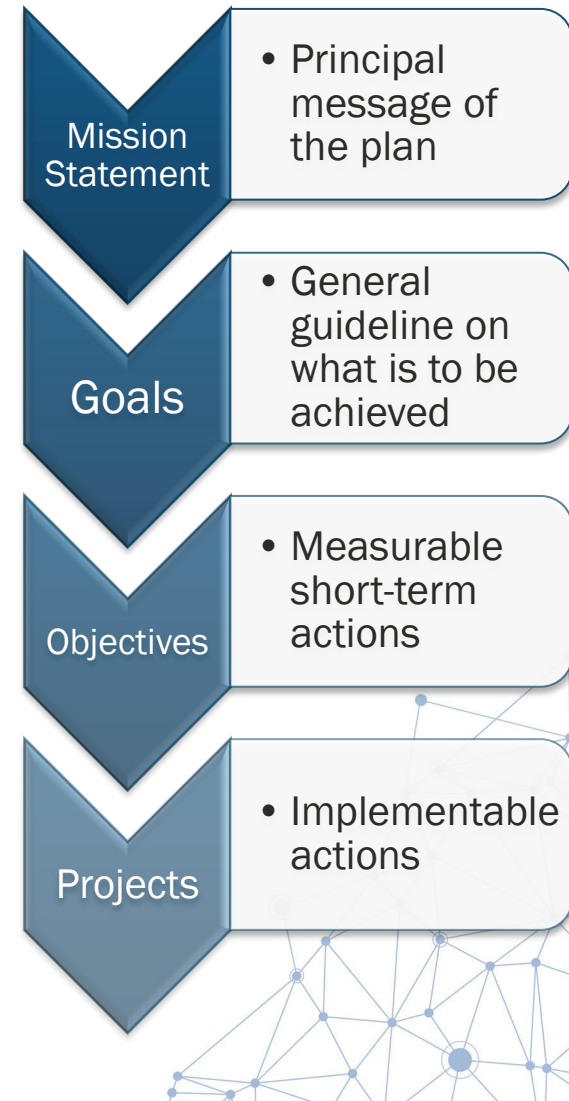 Mission
Statement
• Principal
message of
the plan
Goals
• General
guideline on
what is to be
achieved
Objectives
• Measurable
short-term
actions
Projects
• Implementable
actions